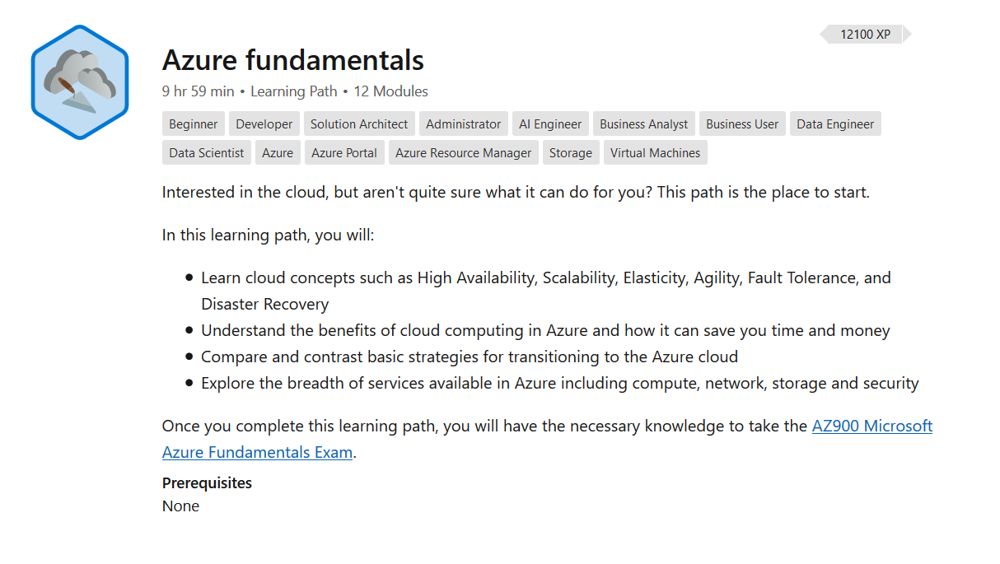 12100 XP
Azure fundamentals
9 hr 59 min • Learning Path • 12 Modules
Beginner Developer Solution Architect Administrator AI Engineer Business Analyst Business User Data Engineer
Data Scientist Azure Azure Portal Azure Resource Manager Storage Virtual Machines
Interested in the cloud, but aren't quite sure what it can do for you? This path is the place to start.
In this learning path, you will:
• Learn cloud concepts such as High Availability, Scalability, Elasticity, Agility, Fault Tolerance, and
Disaster Recovery
• Understand the benefits of cloud computing in Azure and how it can save you time and money
• Compare and contrast basic strategies for transitioning to the Azure cloud
• Explore the breadth of services available in Azure including compute, network, storage and security
Once you complete this learning path, you will have the necessary knowledge to take the AZ900 Microsoft
Azure Fundamentals Exam.
Prerequisites
None